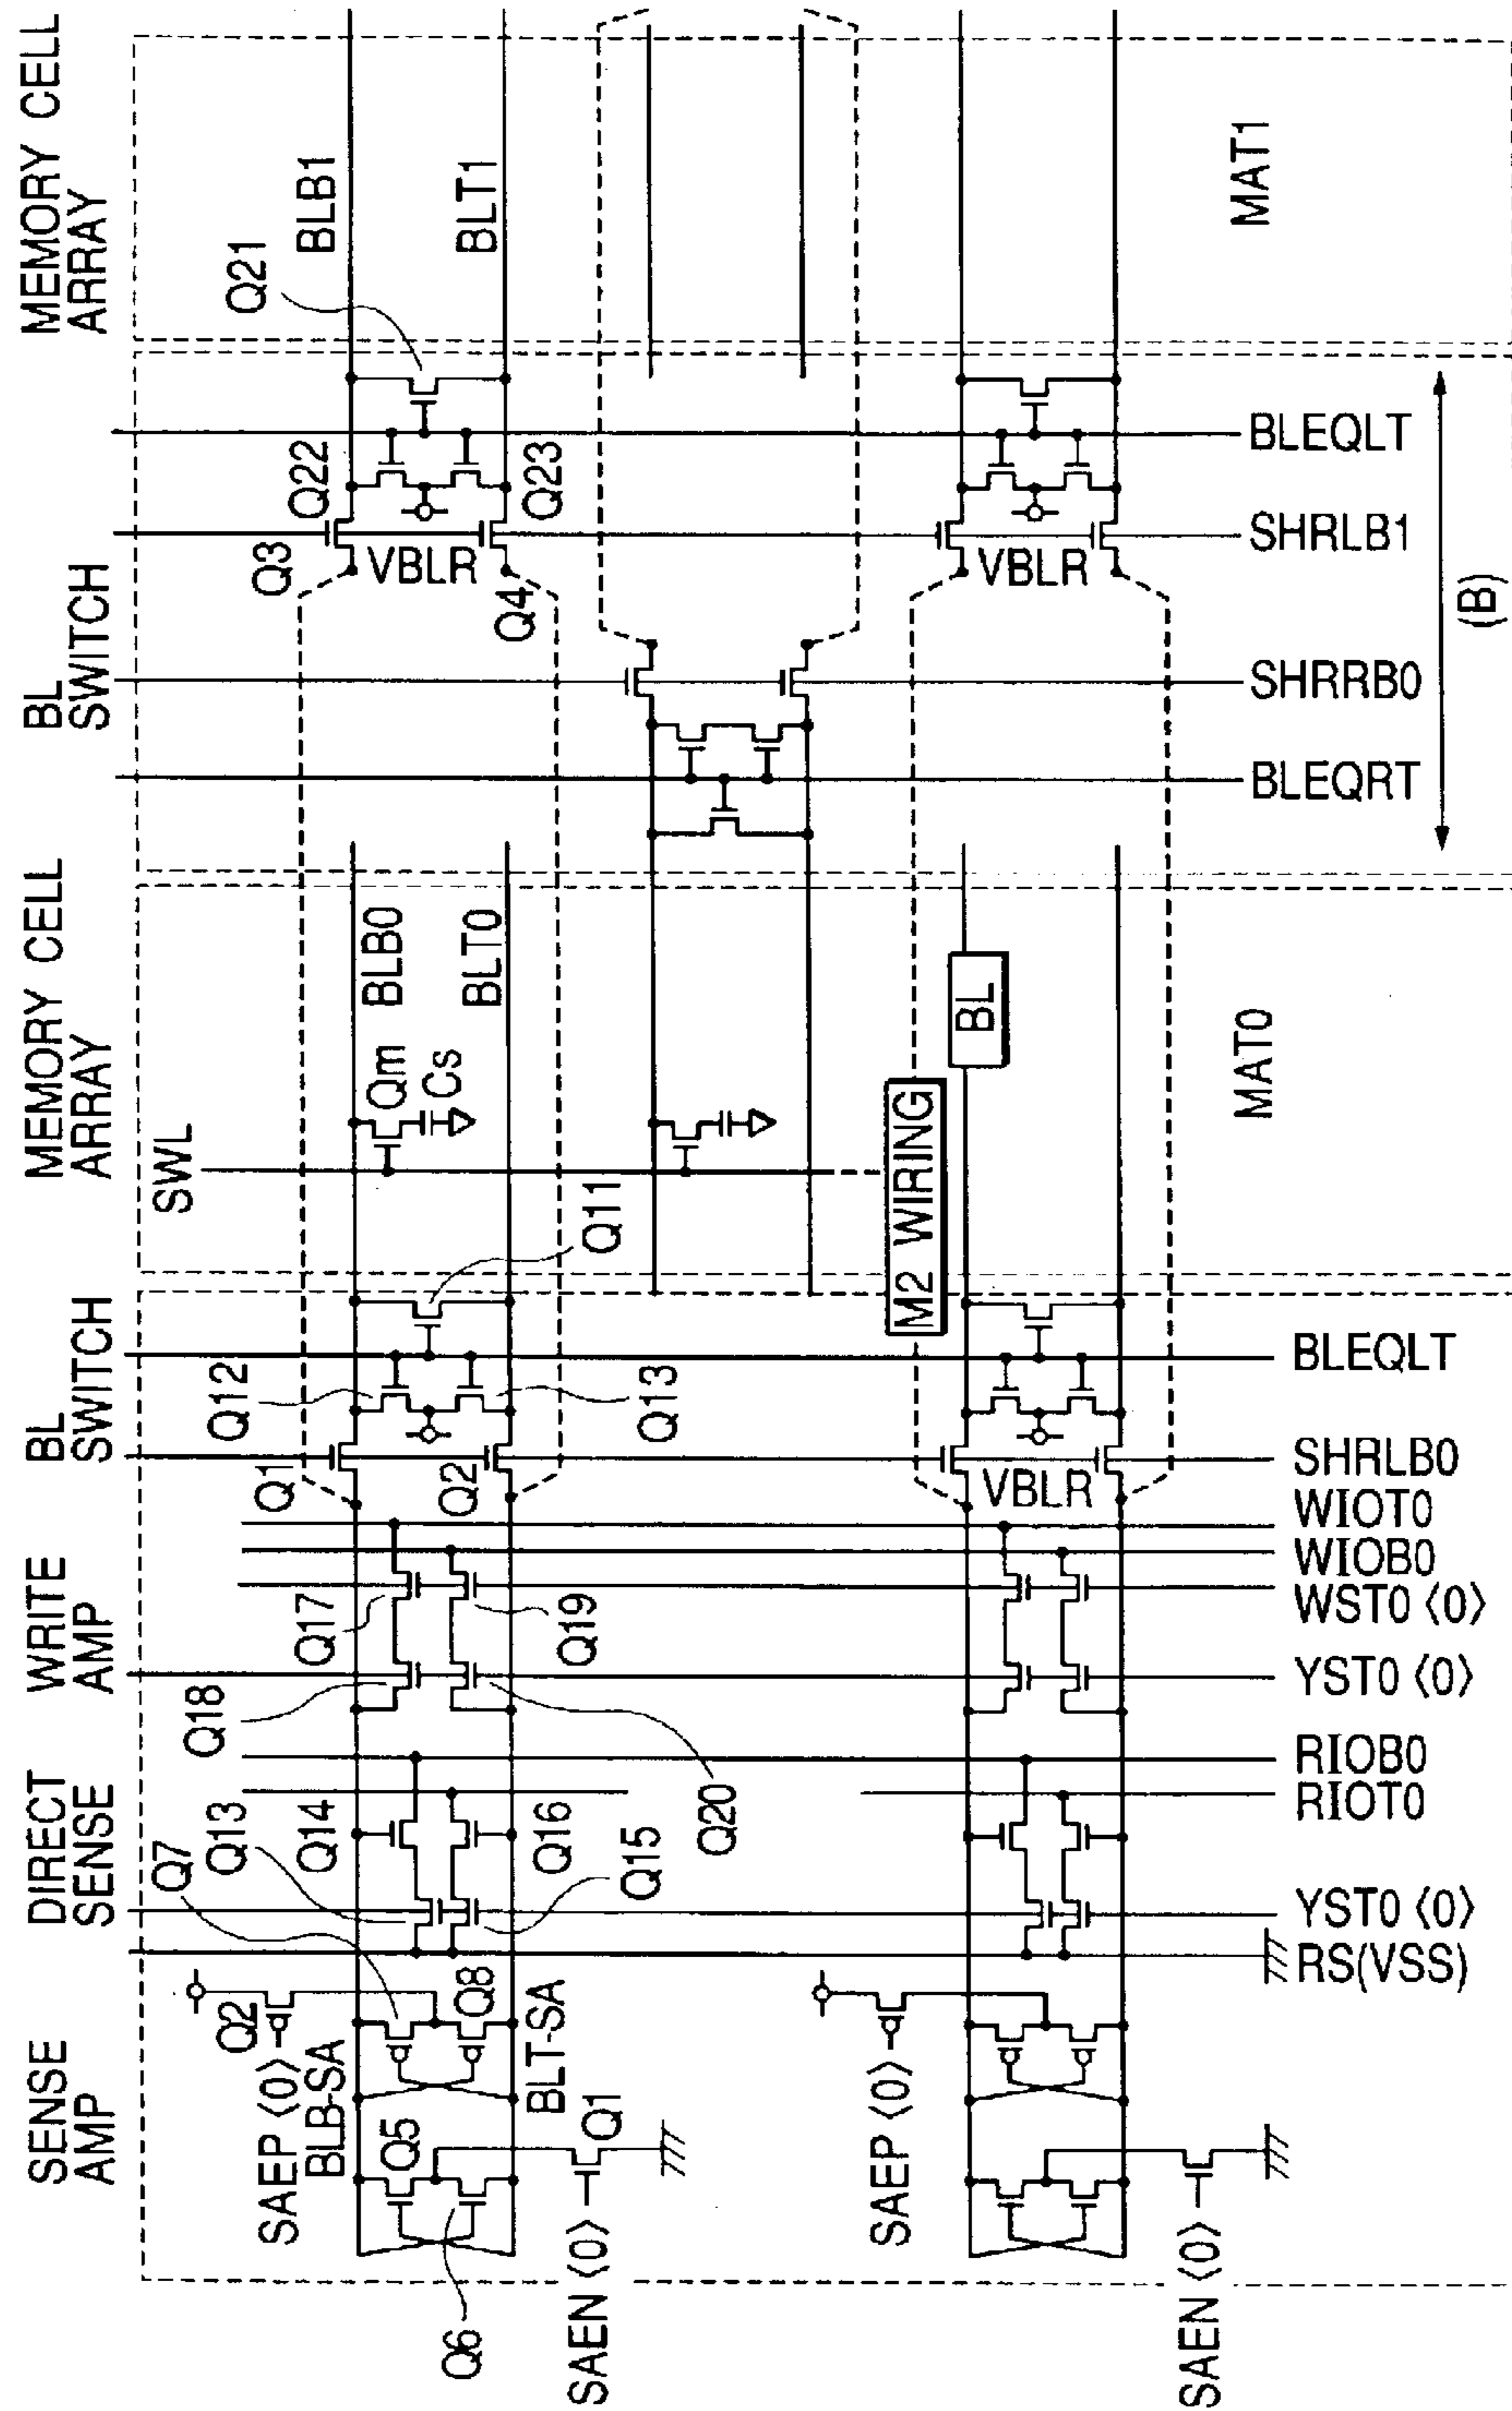 SENSE
AMP
DIRECT
SENSE
WRITE
AMP
BL
SWITCH
MEMORY CELL
ARRAY
BL
SWITCH
MEMORY CELL
ARRAY
SWL
Q7
Q13
Q18
Q12
Q21
Q2
SAEP ⟨0⟩
BLB-SA
Q14
Q17
Q1
Q3
Q22
BLB1
Q5
Qm
BLB0
VBLR
Cs
Q6
Q8
Q2
BLT0
Q4
Q23
BLT1
BLT-SA
Q16
Q19
SAEN ⟨0⟩
Q1
Q15
Q20
Q13
Q11
SAEP ⟨0⟩
M2 WIRING
BL
VBLR
VBLR
SAEN ⟨0⟩
RS(VSS)
YST0 ⟨0⟩
RIOT0
RIOB0
YST0 ⟨0⟩
WST0 ⟨0⟩
WIOB0
WIOT0
SHRLB0
BLEQLT
MAT0
BLEQRT
SHRRB0
SHRLB1
BLEQLT
MAT1
(B)